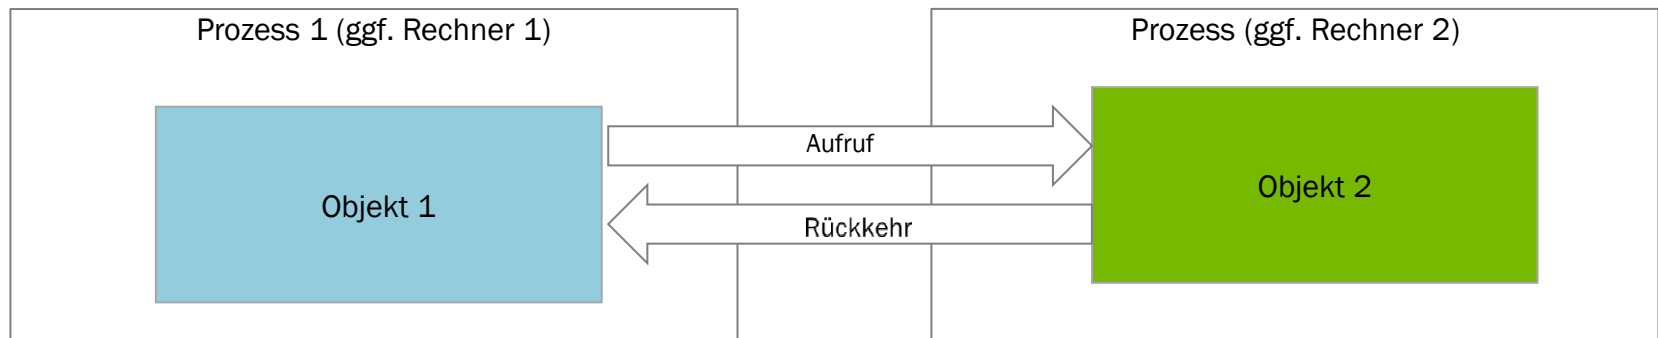 Prozess 1 (ggf. Rechner 1)
Prozess (ggf. Rechner 2)
Aufruf
Objekt 1
Objekt 2
Rückkehr